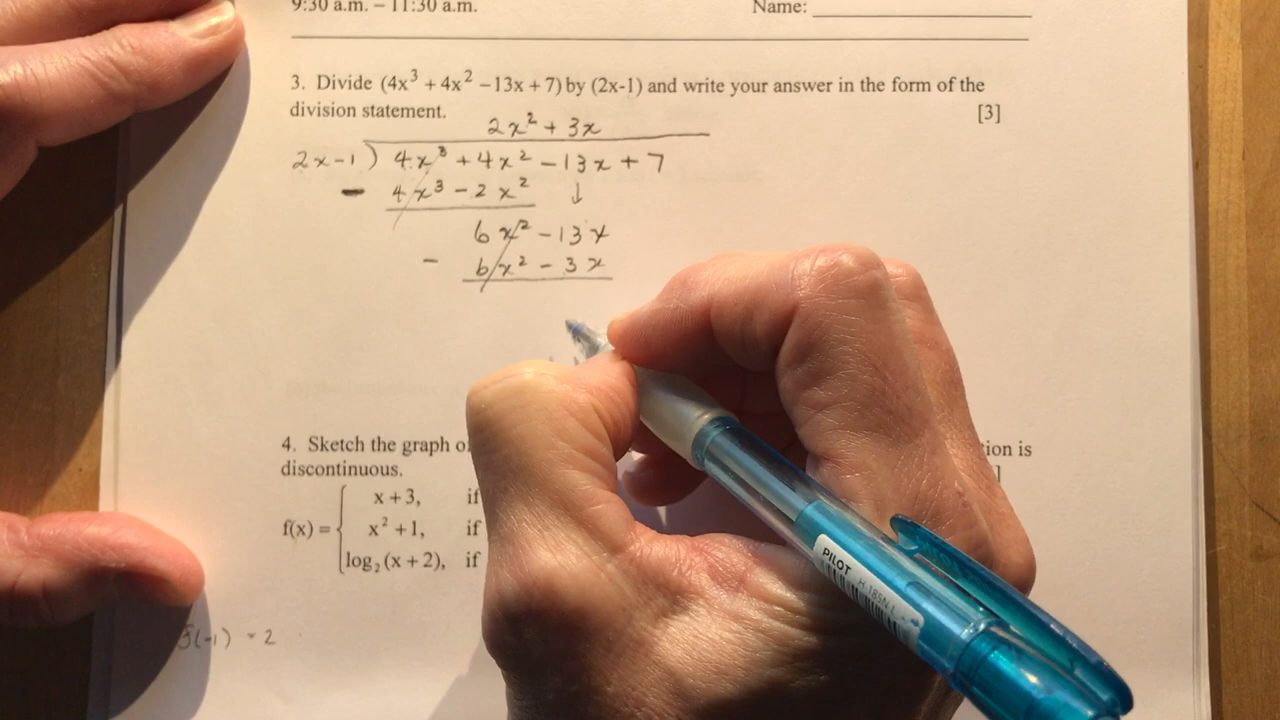 9:30 a.m. – 11:30 a.m. Name:
3. Divide (4x³ + 4x² – 13x + 7) by (2x-1) and write your answer in the form of the
division statement. [3]
2x² + 3x
2x – 1 ) 4x³ + 4x² – 13x + 7
– 4x³ – 2x² ↓
6x² – 13x
– 6x² – 3x
4. Sketch the graph ion is
discontinuous. ]
x + 3, if
f(x) = { x² + 1, if
log₂(x + 2), if
PILOT
(-1) = 2